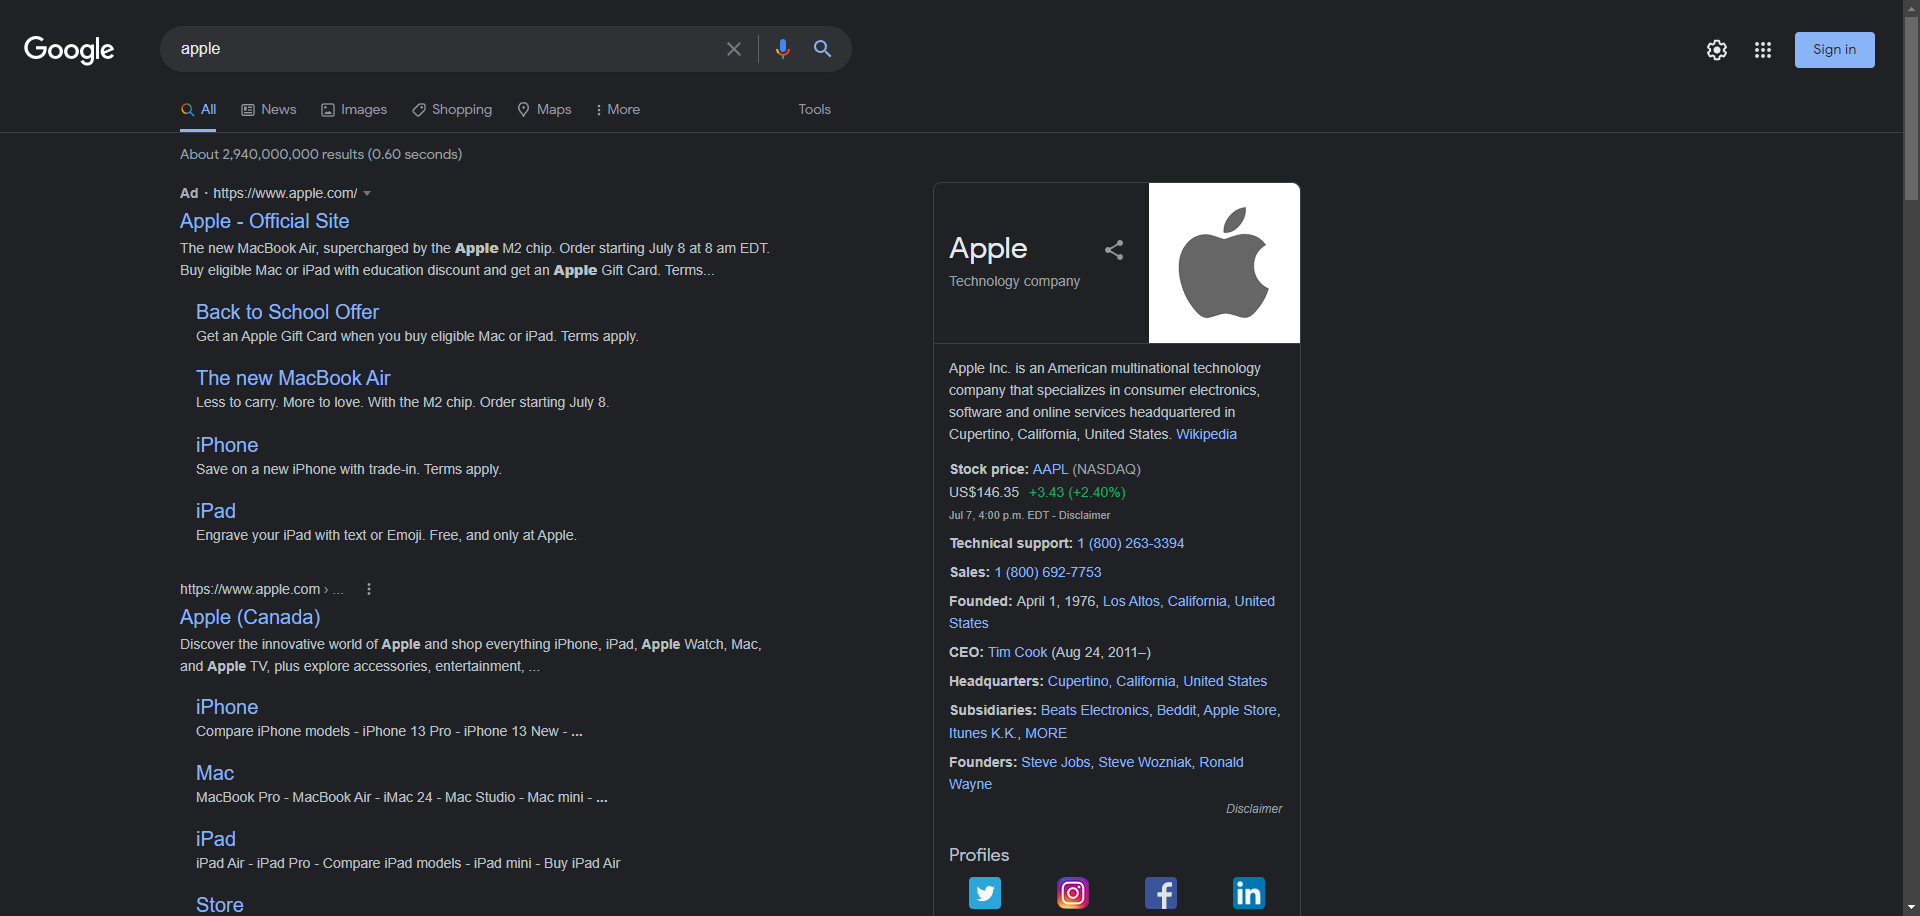 Google
apple
Sign in
All
News
Images
Shopping
Maps
More
Tools
About 2,940,000,000 results (0.60 seconds)
Ad · https://www.apple.com/
Apple - Official Site
The new MacBook Air, supercharged by the Apple M2 chip. Order starting July 8 at 8 am EDT.
Buy eligible Mac or iPad with education discount and get an Apple Gift Card. Terms...
Back to School Offer
Get an Apple Gift Card when you buy eligible Mac or iPad. Terms apply.
The new MacBook Air
Less to carry. More to love. With the M2 chip. Order starting July 8.
iPhone
Save on a new iPhone with trade-in. Terms apply.
iPad
Engrave your iPad with text or Emoji. Free, and only at Apple.
https://www.apple.com › ...
Apple (Canada)
Discover the innovative world of Apple and shop everything iPhone, iPad, Apple Watch, Mac,
and Apple TV, plus explore accessories, entertainment, ...
iPhone
Compare iPhone models - iPhone 13 Pro - iPhone 13 New - ...
Mac
MacBook Pro - MacBook Air - iMac 24 - Mac Studio - Mac mini - ...
iPad
iPad Air - iPad Pro - Compare iPad models - iPad mini - Buy iPad Air
Store
Apple
Technology company
Apple Inc. is an American multinational technology
company that specializes in consumer electronics,
software and online services headquartered in
Cupertino, California, United States. Wikipedia
Stock price: AAPL (NASDAQ)
US$146.35 +3.43 (+2.40%)
Jul 7, 4:00 p.m. EDT - Disclaimer
Technical support: 1 (800) 263-3394
Sales: 1 (800) 692-7753
Founded: April 1, 1976, Los Altos, California, United
States
CEO: Tim Cook (Aug 24, 2011–)
Headquarters: Cupertino, California, United States
Subsidiaries: Beats Electronics, Beddit, Apple Store,
Itunes K.K., MORE
Founders: Steve Jobs, Steve Wozniak, Ronald
Wayne
Disclaimer
Profiles